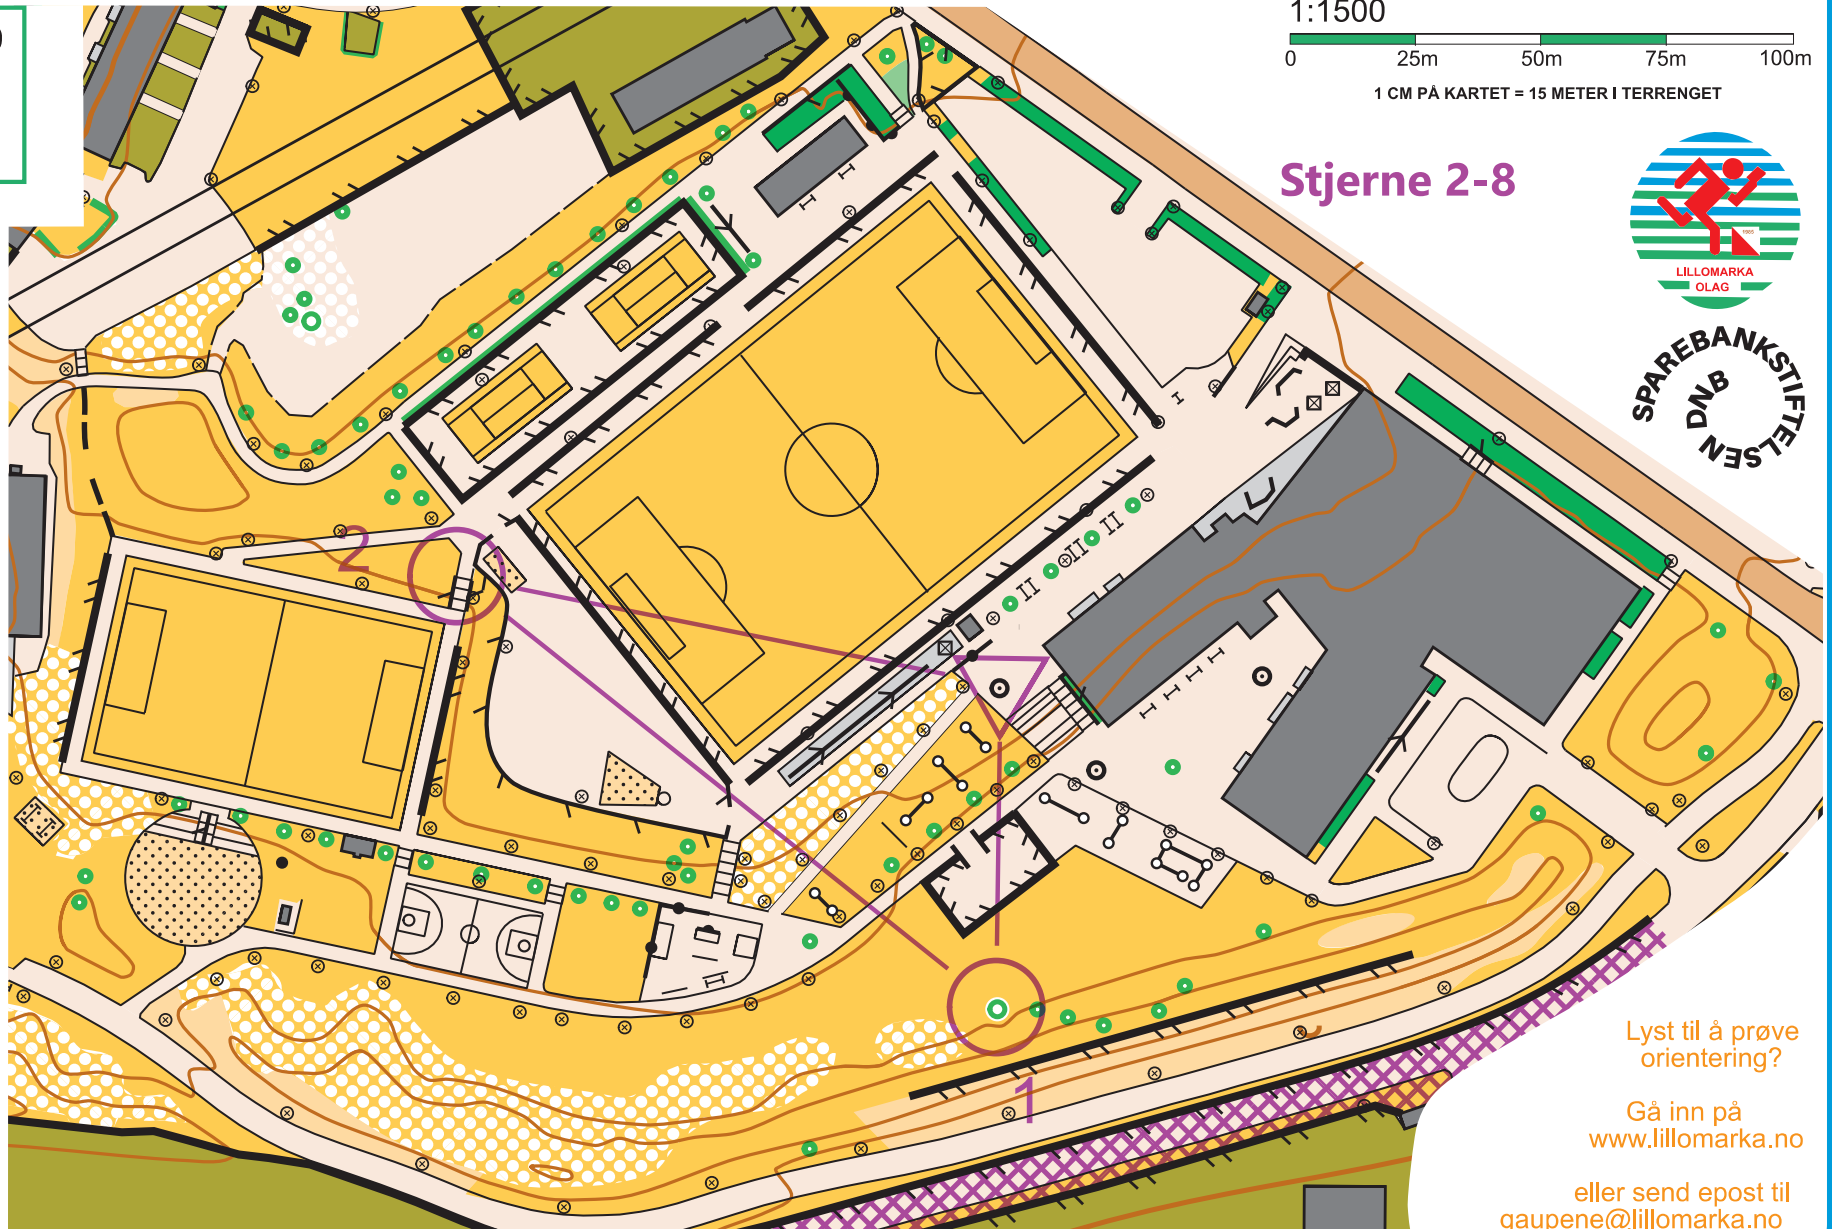 1:1500
0 25m 50m 75m 100m
1 CM PÅ KARTET = 15 METER I TERRENGET
Stjerne 2-8
1985
LILLOMARKA
OLAG
SPAREBANKSTIFTELSEN
DNB
2
1
Lyst til å prøve
orientering?
Gå inn på
www.lillomarka.no
eller send epost til
gaupene@lillomarka.no